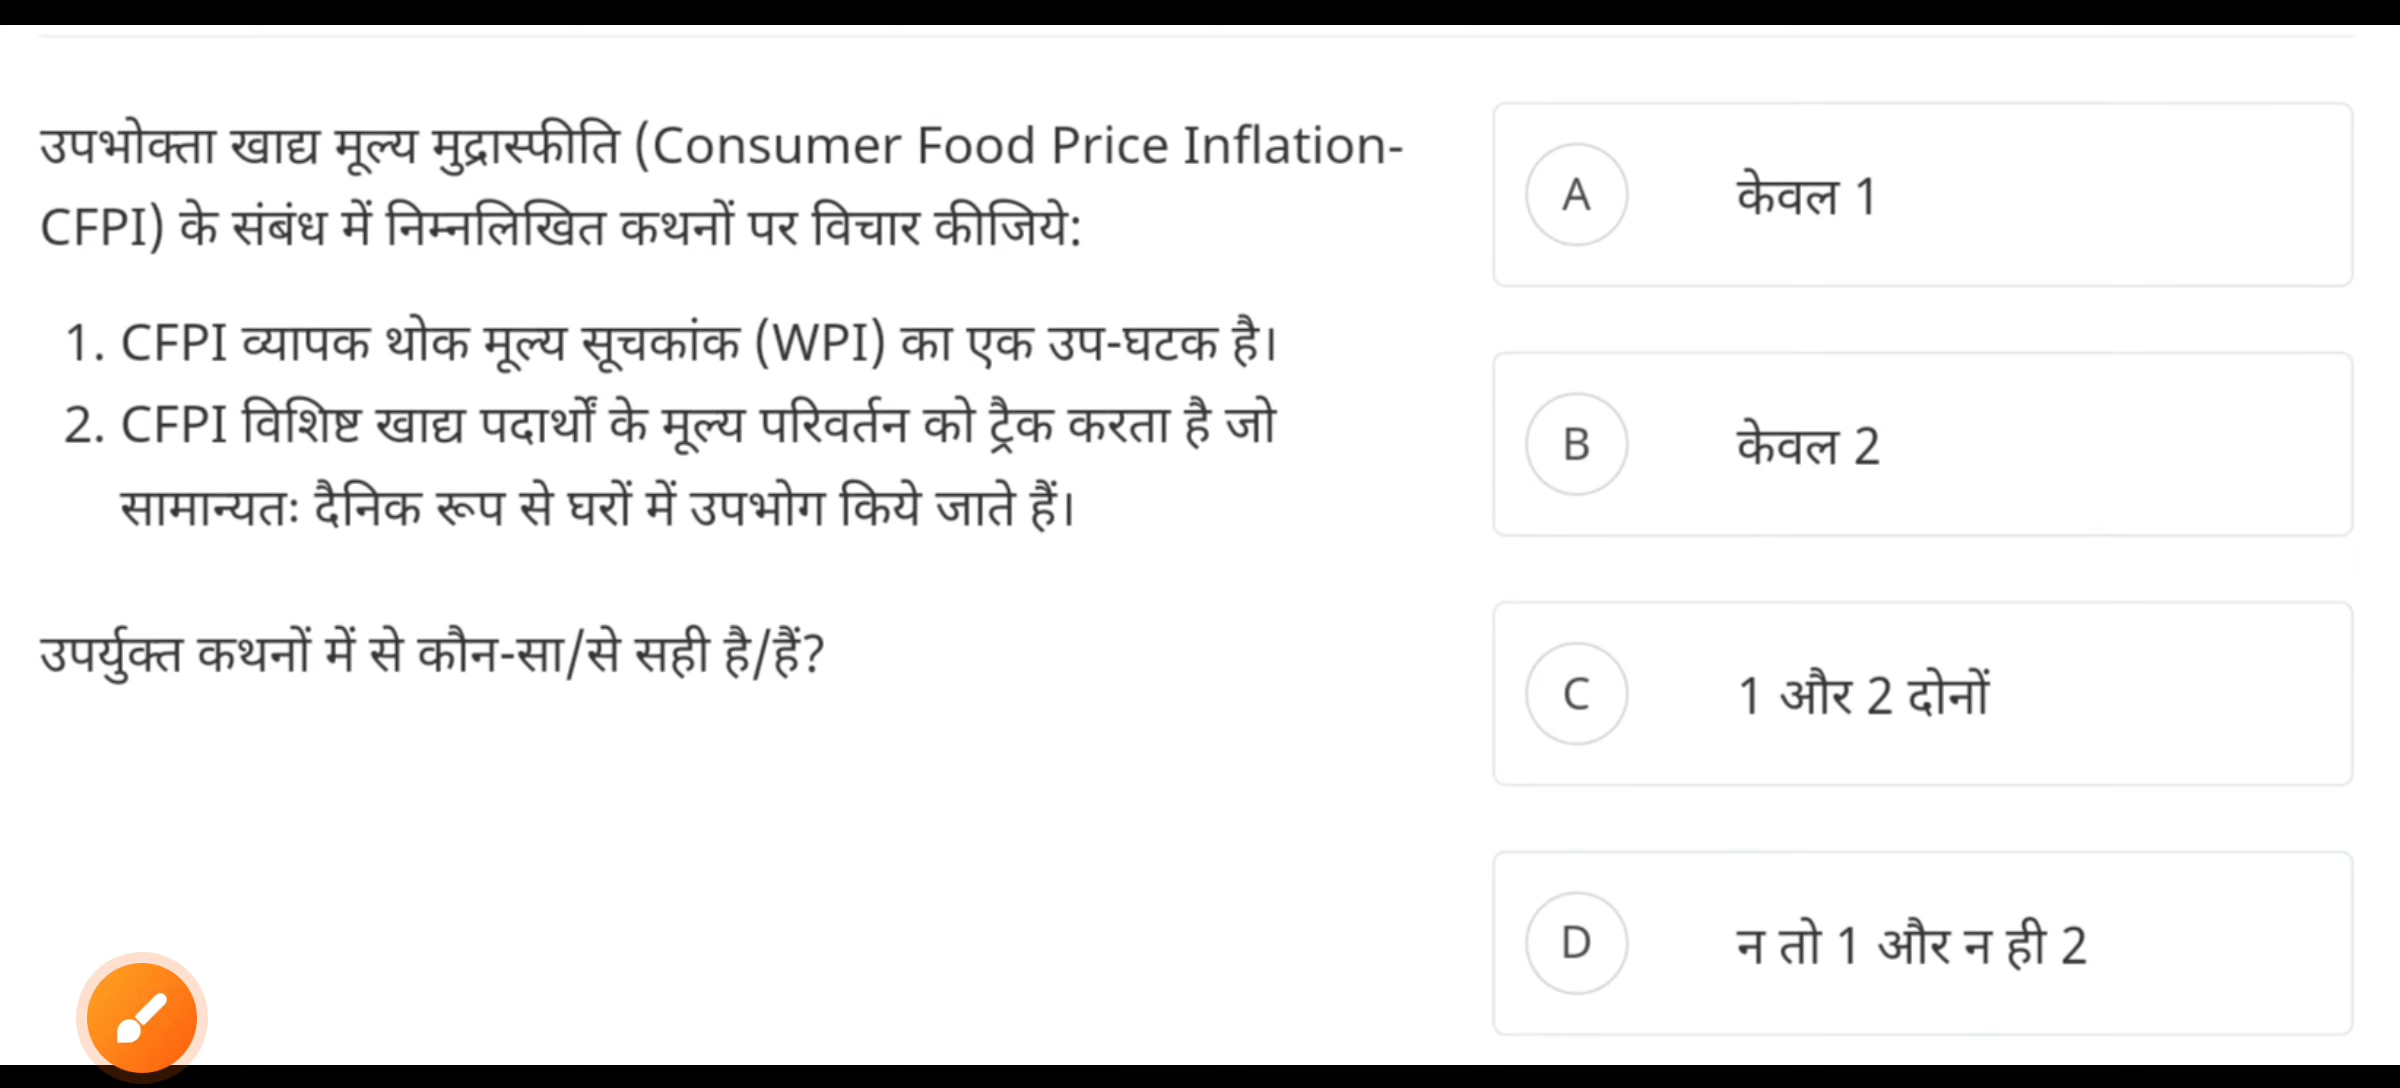 उपभोक्ता खाद्य मूल्य मुद्रास्फीति (Consumer Food Price Inflation-
CFPI) के संबंध में निम्नलिखित कथनों पर विचार कीजिये:
1. CFPI व्यापक थोक मूल्य सूचकांक (WPI) का एक उप-घटक है।
2. CFPI विशिष्ट खाद्य पदार्थों के मूल्य परिवर्तन को ट्रैक करता है जो
सामान्यतः दैनिक रूप से घरों में उपभोग किये जाते हैं।
उपर्युक्त कथनों में से कौन-सा/से सही है/हैं?
A केवल 1
B केवल 2
C 1 और 2 दोनों
D न तो 1 और न ही 2